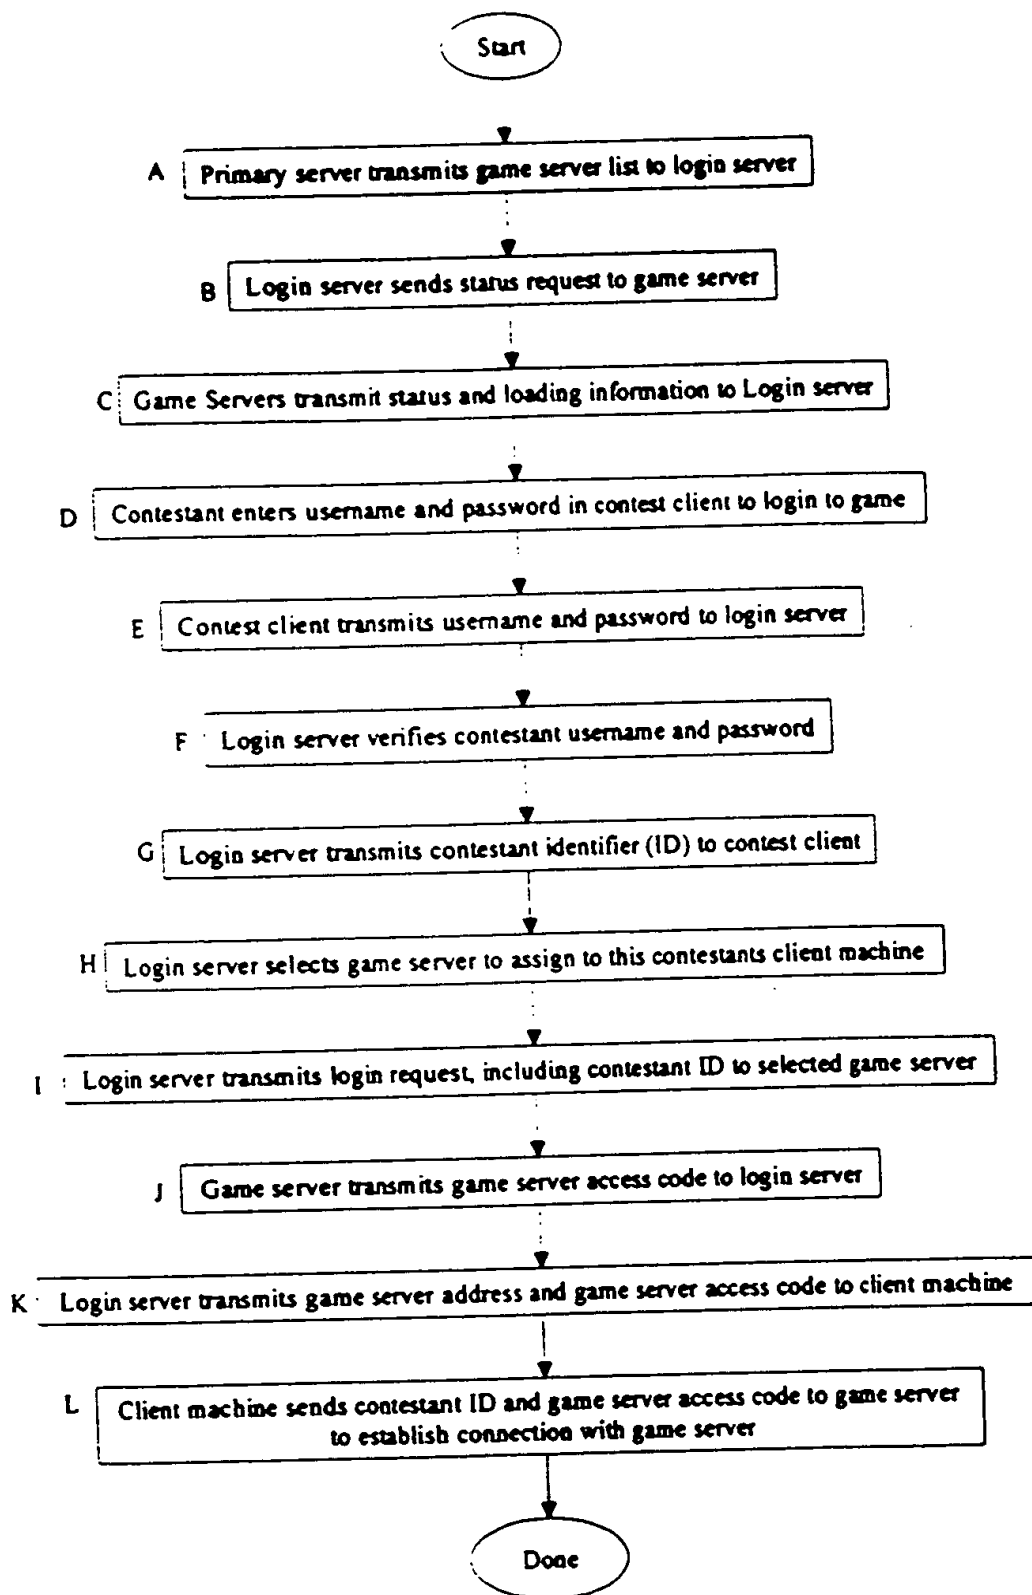 Start
A Primary server transmits game server list to login server
B Login server sends status request to game server
C Game Servers transmit status and loading information to Login server
D Contestant enters username and password in contest client to login to game
E Contest client transmits username and password to login server
F Login server verifies contestant username and password
G Login server transmits contestant identifier (ID) to contest client
H Login server selects game server to assign to this contestants client machine
I Login server transmits login request, including contestant ID to selected game server
J Game server transmits game server access code to login server
K Login server transmits game server address and game server access code to client machine
L Client machine sends contestant ID and game server access code to game server
to establish connection with game server
Done